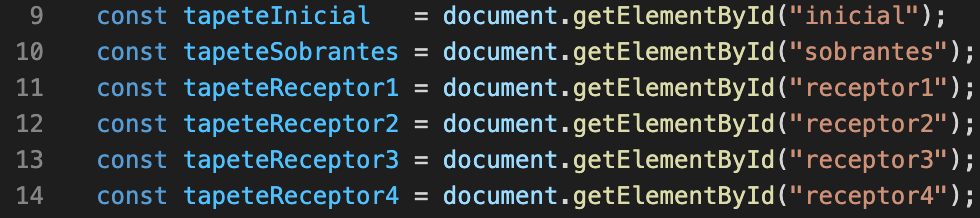 9 const tapeteInicial   = document.getElementById("inicial");
10 const tapeteSobrantes = document.getElementById("sobrantes");
11 const tapeteReceptor1 = document.getElementById("receptor1");
12 const tapeteReceptor2 = document.getElementById("receptor2");
13 const tapeteReceptor3 = document.getElementById("receptor3");
14 const tapeteReceptor4 = document.getElementById("receptor4");